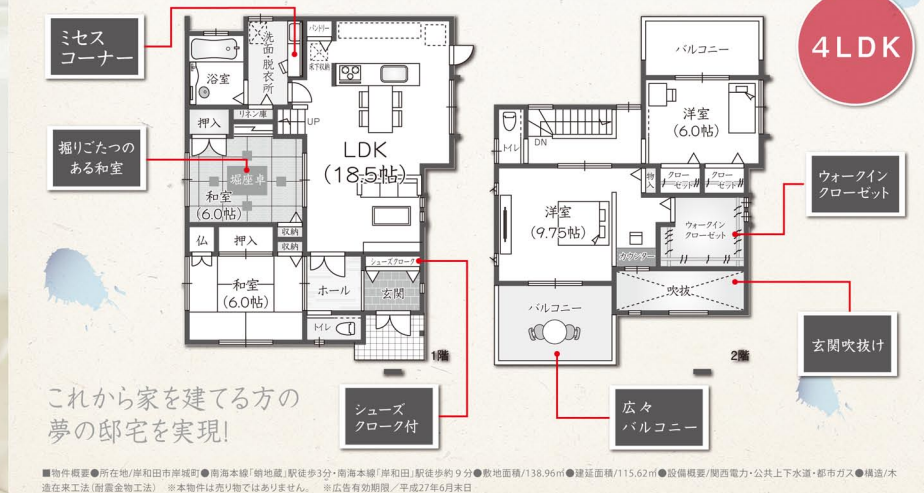 ミセス
コーナー
掘りごたつの
ある和室
浴室
洗面・脱衣所
パントリー
床下収納
リネン庫
押入
UP
LDK
(18.5帖)
掘座卓
和室
(6.0帖)
収納
収納
仏
押入
和室
(6.0帖)
ホール
シューズクローク
玄関
トイレ
1階
シューズ
クローク付
4LDK
バルコニー
洋室
(6.0帖)
トイレ
DN
物入
クロー
ゼット
クロー
ゼット
洋室
(9.75帖)
ウォークイン
クローゼット
カウンター
吹抜
バルコニー
2階
ウォークイン
クローゼット
玄関吹抜け
広々
バルコニー
これから家を建てる方の
夢の邸宅を実現!
■物件概要●所在地/岸和田市岸城町●南海本線「蛸地蔵」駅徒歩3分・南海本線「岸和田」駅徒歩約9分●敷地面積/138.96㎡●建延面積/115.62㎡●設備概要/関西電力・公共上下水道・都市ガス●構造/木
造在来工法(耐震金物工法) ※本物件は売り物ではありません。 ※広告有効期限/平成27年6月末日